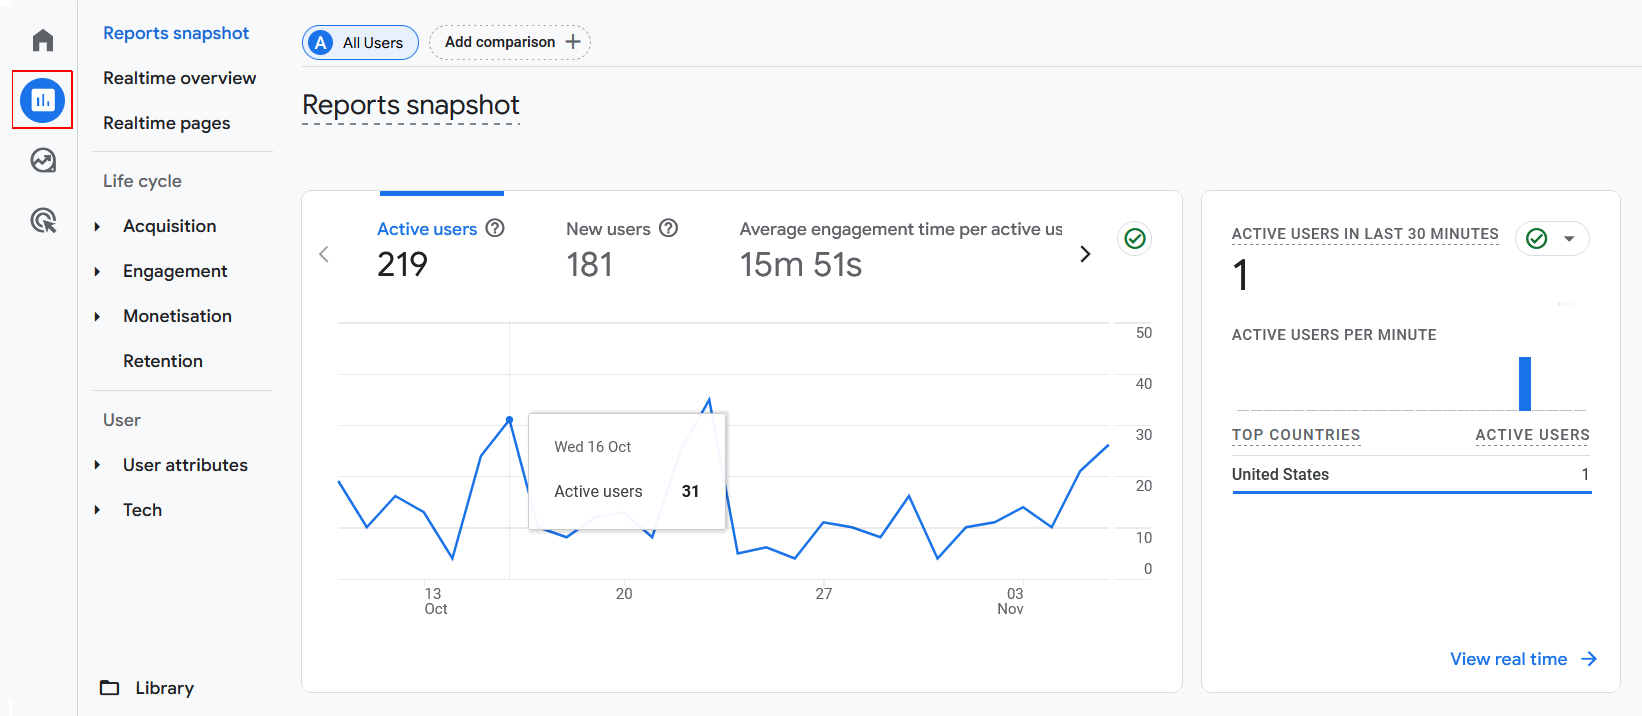 Reports snapshot
Realtime overview
Realtime pages
Life cycle
Acquisition
Engagement
Monetisation
Retention
User
User attributes
Tech
Library
A All Users
Add comparison +
Reports snapshot
Active users
219
New users
181
Average engagement time per active us
15m 51s
50
40
30
20
10
0
Wed 16 Oct
Active users 31
13
Oct
20
27
03
Nov
ACTIVE USERS IN LAST 30 MINUTES
1
ACTIVE USERS PER MINUTE
TOP COUNTRIES ACTIVE USERS
United States 1
View real time